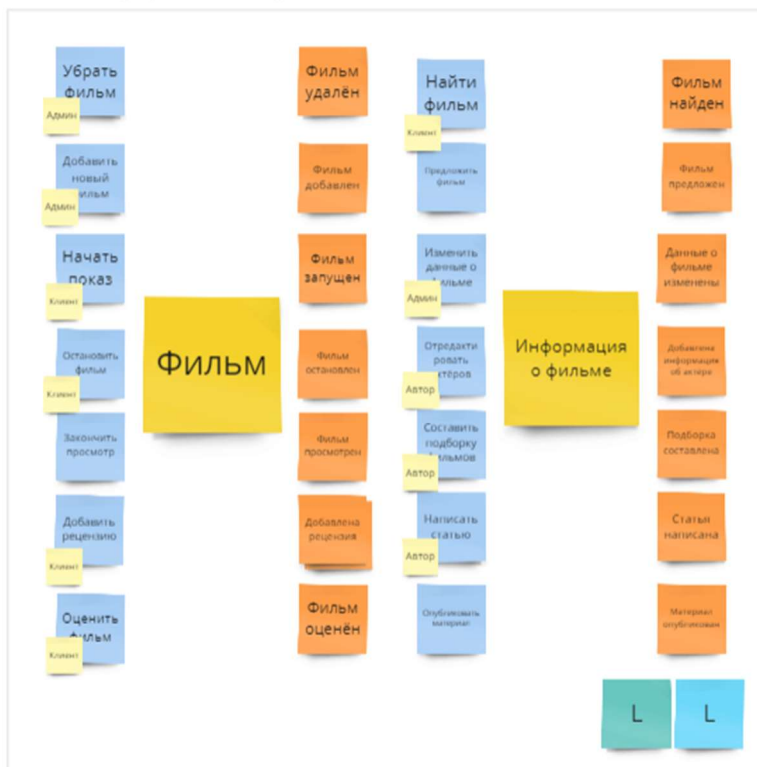 Убрать
фильм
Админ
Фильм
удалён
Добавить
новый
фильм
Админ
Фильм
добавлен
Начать
показ
Клиент
Фильм
запущен
Остановить
фильм
Клиент
Фильм
остановлен
Закончить
просмотр
Фильм
просмотрен
Добавить
рецензию
Клиент
Добавлена
рецензия
Оценить
фильм
Клиент
Фильм
оценён
Фильм
Найти
фильм
Клиент
Фильм
найден
Предложить
фильм
Фильм
предложен
Изменить
данные о
фильме
Админ
Данные о
фильме
изменены
Отредакти
ровать
актёров
Автор
Добавлена
информация
об актере
Составить
подборку
фильмов
Автор
Подборка
составлена
Написать
статью
Автор
Статья
написана
Опубликовать
материал
Материал
опубликован
Информация
о фильме
L
L